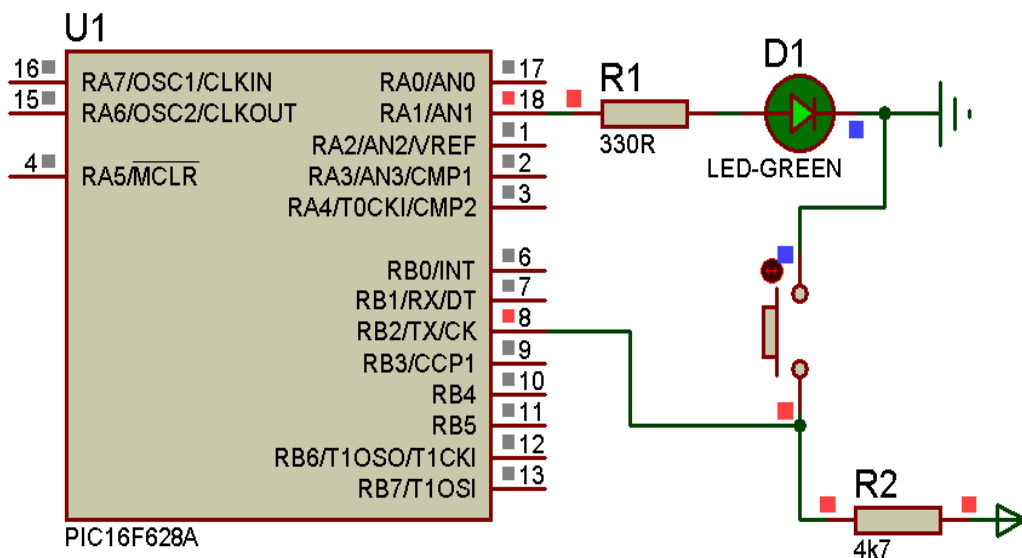 U1
16
RA7/OSC1/CLKIN
15
RA6/OSC2/CLKOUT
4
RA5/MCLR
RA0/AN0
17
RA1/AN1
18
RA2/AN2/VREF
1
RA3/AN3/CMP1
2
RA4/T0CKI/CMP2
3
RB0/INT
6
RB1/RX/DT
7
RB2/TX/CK
8
RB3/CCP1
9
RB4
10
RB5
11
RB6/T1OSO/T1CKI
12
RB7/T1OSI
13
PIC16F628A
R1
330R
D1
LED-GREEN
R2
4k7